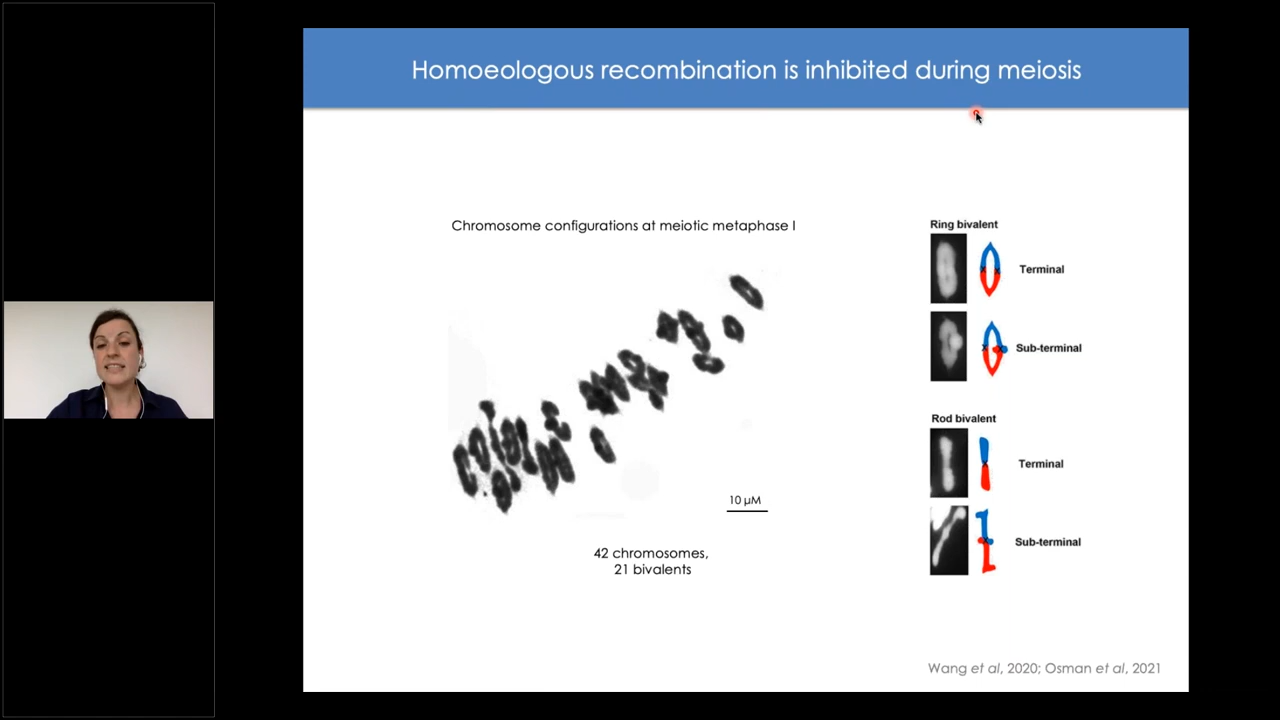 Homoeologous recombination is inhibited during meiosis
Chromosome configurations at meiotic metaphase I
10 µM
42 chromosomes,
21 bivalents
Ring bivalent
Terminal
Sub-terminal
Rod bivalent
Terminal
Sub-terminal
Wang et al, 2020; Osman et al, 2021